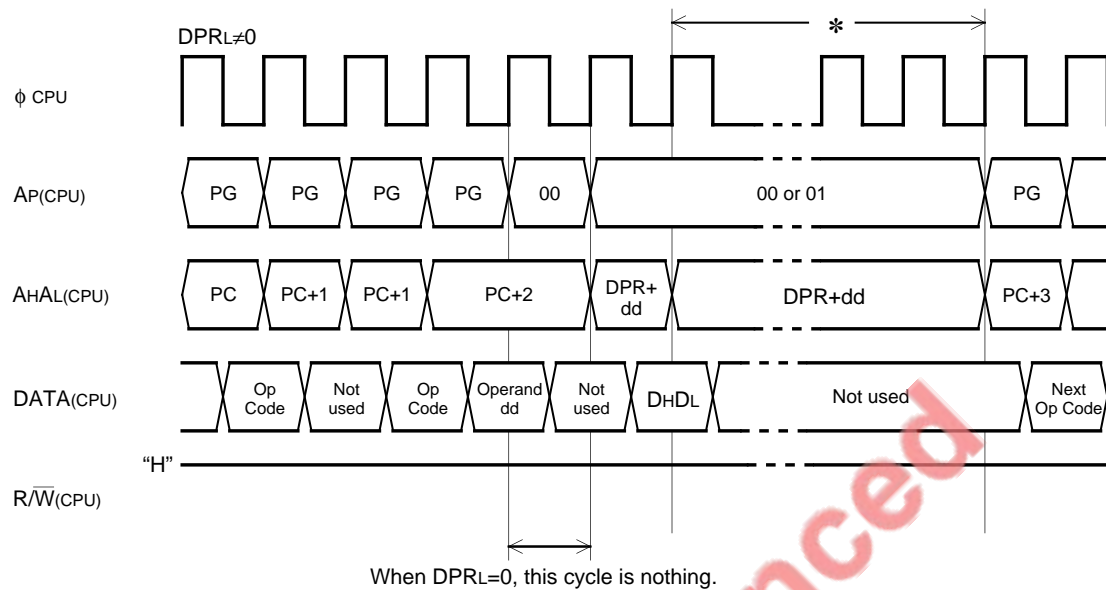 *
DPRL≠0
ϕ CPU
AP(CPU)
PG
PG
PG
PG
00
00 or 01
PG
AHAL(CPU)
PC
PC+1
PC+1
PC+2
DPR+
dd
DPR+dd
PC+3
DATA(CPU)
Op
Code
Not
used
Op
Code
Operand
dd
Not
used
DHDL
Not used
Next
Op Code
“H”
R/W̅(CPU)
When DPRL=0, this cycle is nothing.